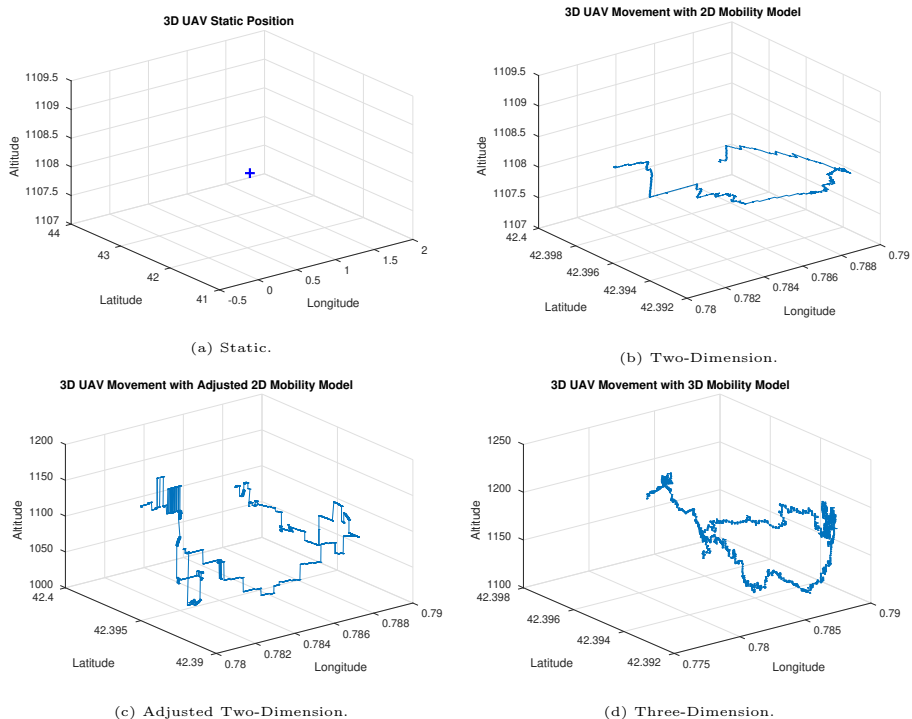 3D UAV Static Position
1109.5
1109
1108.5
1108
1107.5
1107
Altitude
44
43
42
41
Latitude
-0.5
0
0.5
1
1.5
2
Longitude
(a) Static.
3D UAV Movement with 2D Mobility Model
1109.5
1109
1108.5
1108
1107.5
1107
Altitude
42.4
42.398
42.396
42.394
42.392
Latitude
0.78
0.782
0.784
0.786
0.788
0.79
Longitude
(b) Two-Dimension.
3D UAV Movement with Adjusted 2D Mobility Model
1200
1150
1100
1050
1000
Altitude
42.4
42.395
42.39
Latitude
0.78
0.782
0.784
0.786
0.788
0.79
Longitude
(c) Adjusted Two-Dimension.
3D UAV Movement with 3D Mobility Model
1250
1200
1150
1100
Altitude
42.398
42.396
42.394
42.392
Latitude
0.775
0.78
0.785
0.79
Longitude
(d) Three-Dimension.